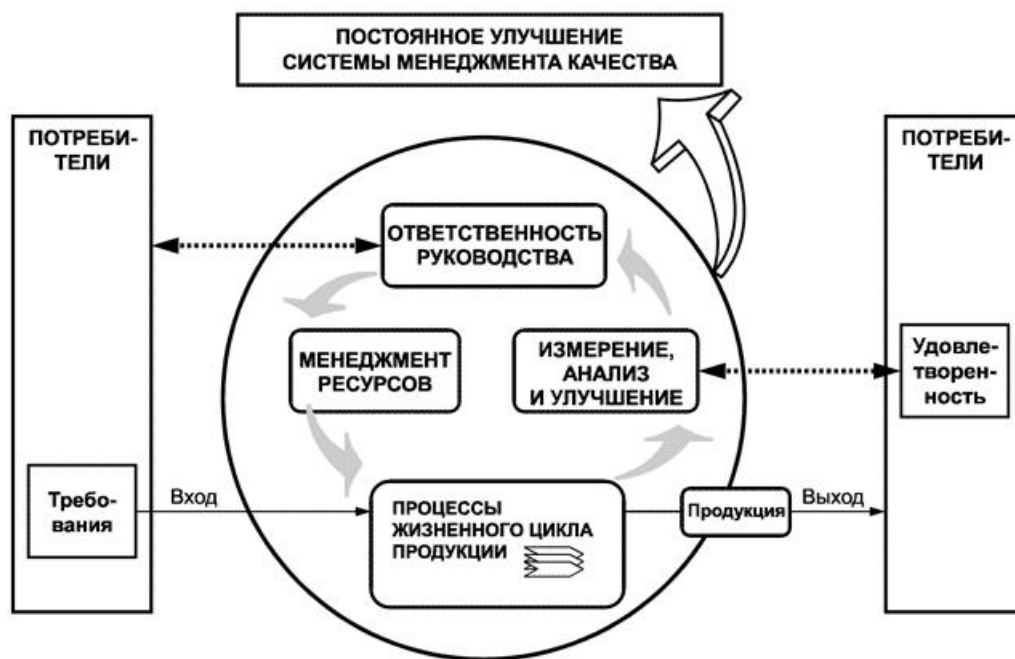 ПОСТОЯННОЕ УЛУЧШЕНИЕ
СИСТЕМЫ МЕНЕДЖМЕНТА КАЧЕСТВА
ПОТРЕБИ-
ТЕЛИ
ПОТРЕБИ-
ТЕЛИ
ОТВЕТСТВЕННОСТЬ
РУКОВОДСТВА
МЕНЕДЖМЕНТ
РЕСУРСОВ
ИЗМЕРЕНИЕ,
АНАЛИЗ
И УЛУЧШЕНИЕ
Удовле-
творен-
ность
Требо-
вания
Вход
ПРОЦЕССЫ
ЖИЗНЕННОГО ЦИКЛА
ПРОДУКЦИИ
Продукция
Выход